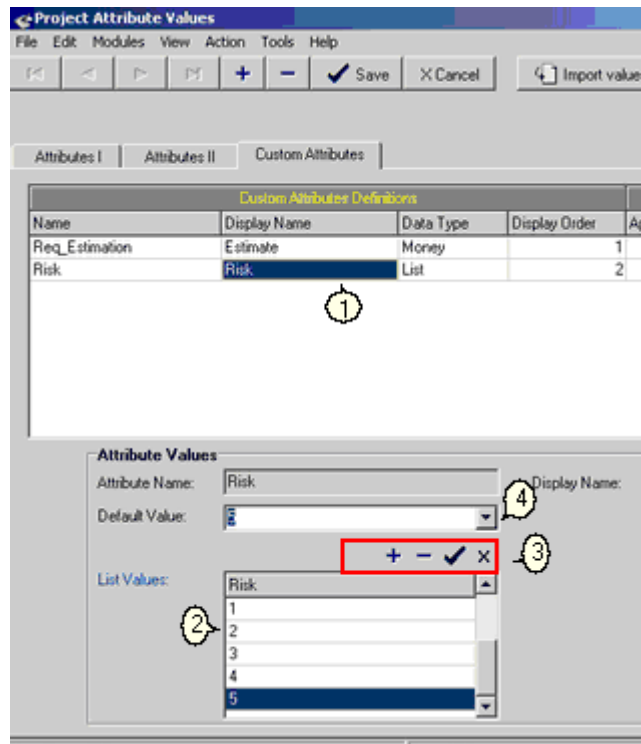 Project Attribute Values
File Edit Modules View Action Tools Help
+ − Save X Cancel Import value
Attributes I Attributes II Custom Attributes
Custom Attributes Definitions
Name Display Name Data Type Display Order
Req_Estimation Estimate Money 1
Risk Risk List 2
1
Attribute Values
Attribute Name: Risk Display Name:
4
Default Value:
+ − ✓ × 3
List Values: Risk
1
2 2
3
4
5